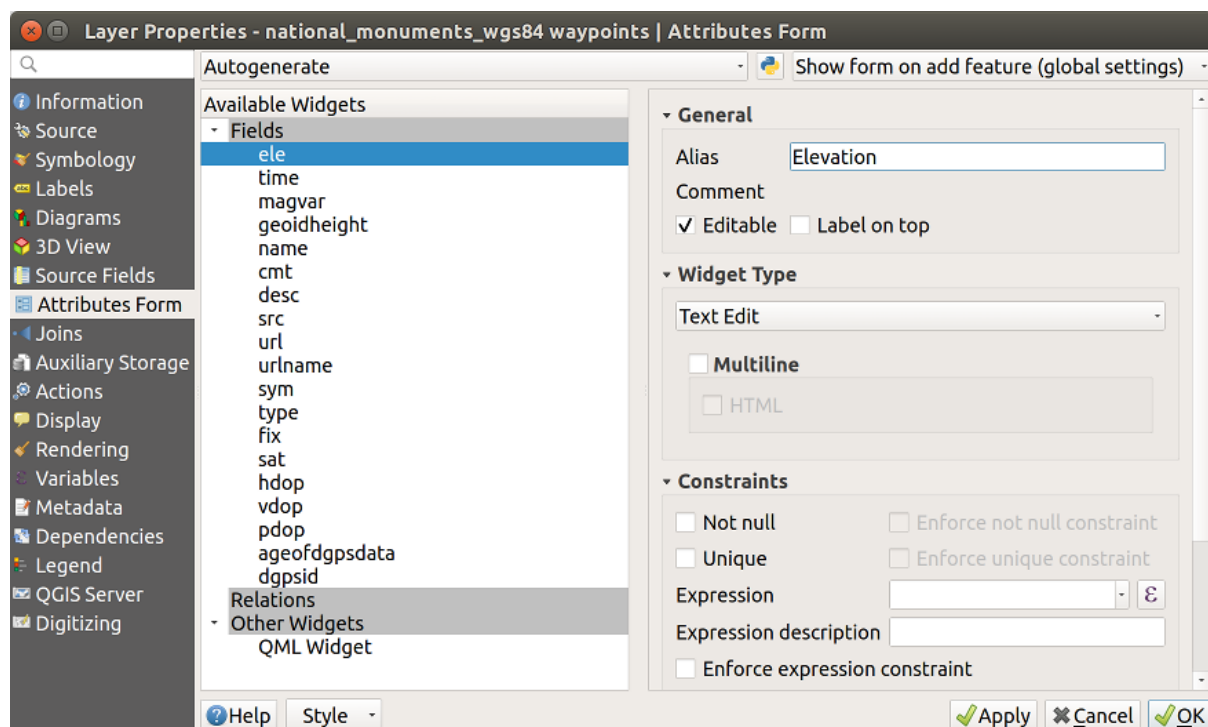 Layer Properties - national_monuments_wgs84 waypoints | Attributes Form
Autogenerate
Show form on add feature (global settings)
Information
Source
Symbology
Labels
Diagrams
3D View
Source Fields
Attributes Form
Joins
Auxiliary Storage
Actions
Display
Rendering
Variables
Metadata
Dependencies
Legend
QGIS Server
Digitizing
Available Widgets
Fields
ele
time
magvar
geoidheight
name
cmt
desc
src
url
urlname
sym
type
fix
sat
hdop
vdop
pdop
ageofdgpsdata
dgpsid
Relations
Other Widgets
QML Widget
General
Alias Elevation
Comment
Editable Label on top
Widget Type
Text Edit
Multiline
HTML
Constraints
Not null Enforce not null constraint
Unique Enforce unique constraint
Expression ε
Expression description
Enforce expression constraint
Help Style Apply Cancel OK